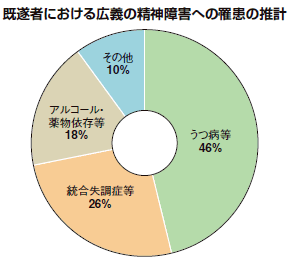 既遂者における広義の精神障害への罹患の推計
その他
10%
アルコール・
薬物依存等
18%
うつ病等
46%
統合失調症等
26%